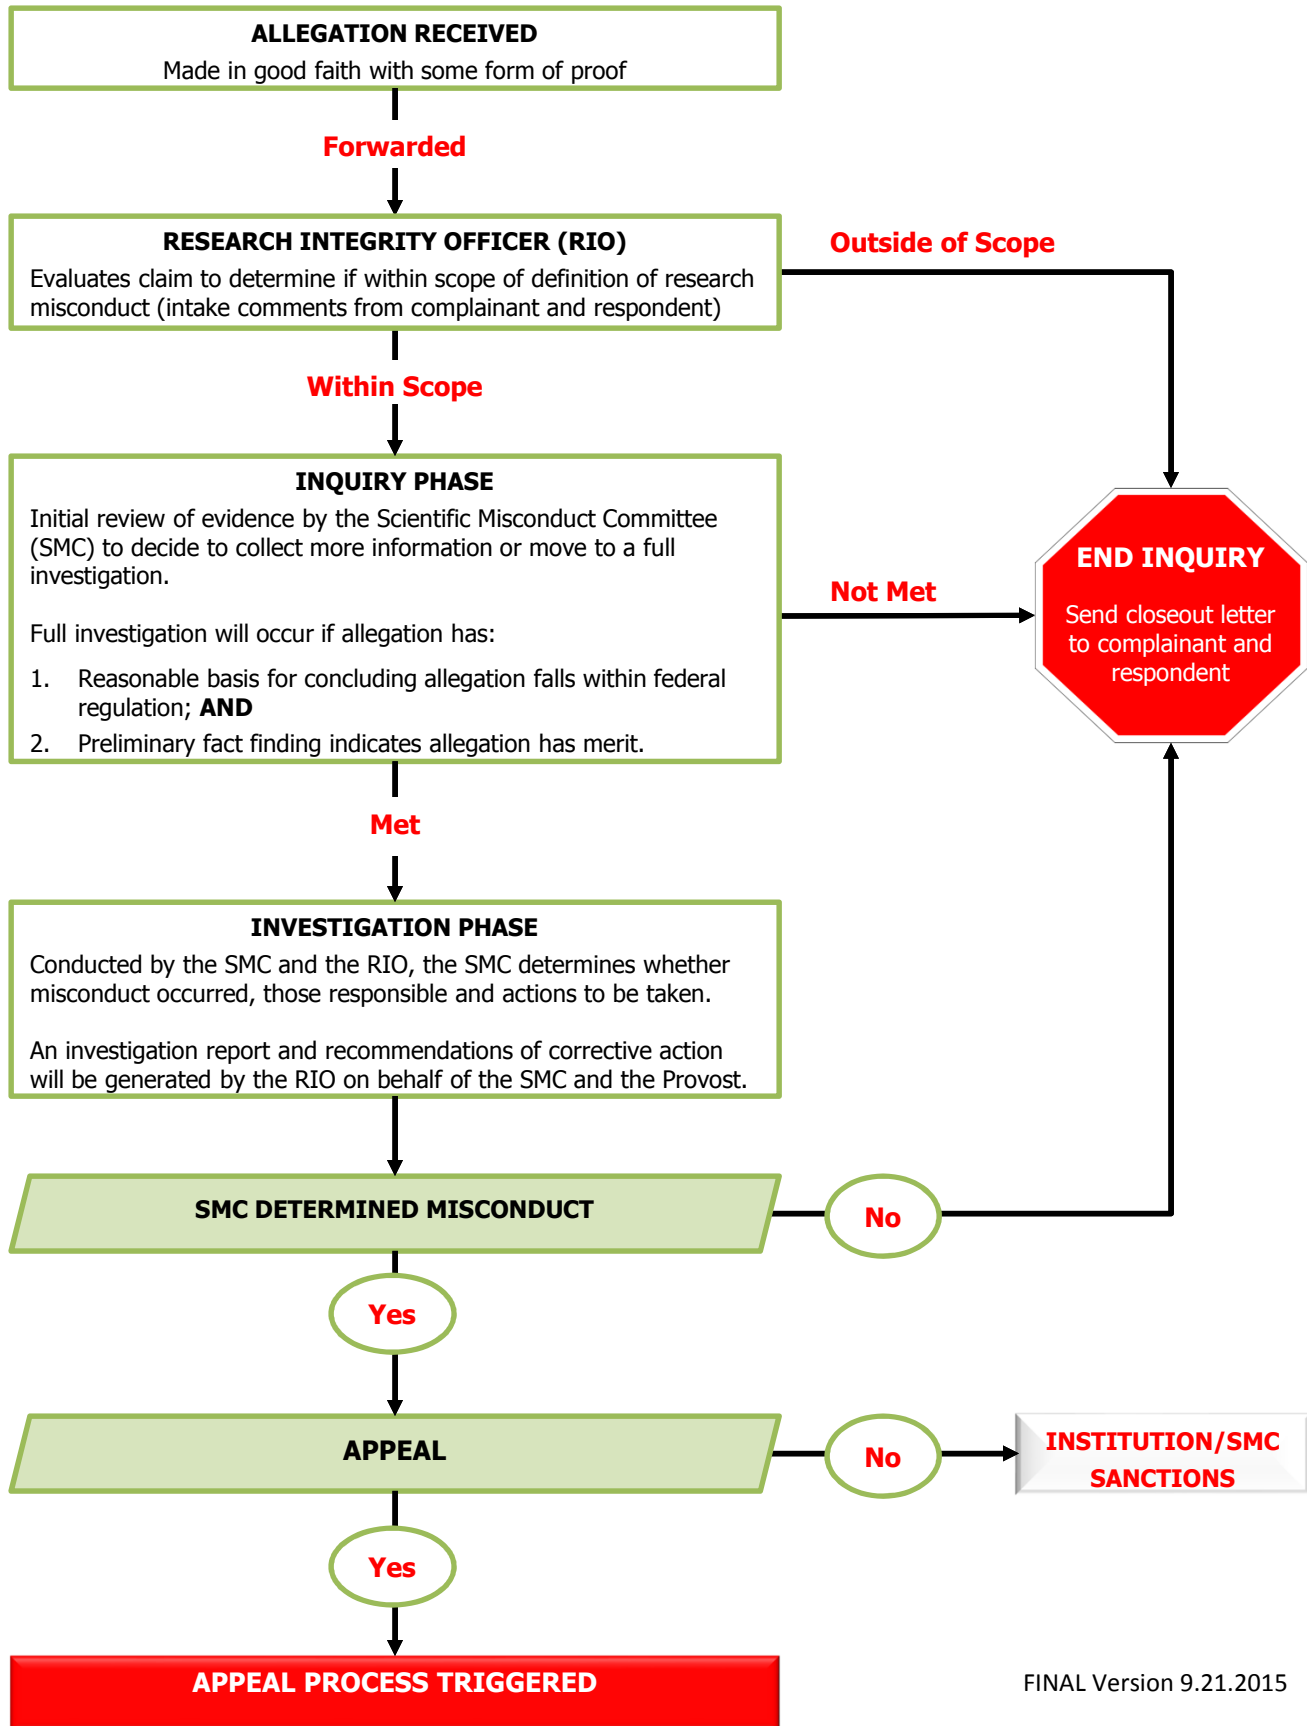 ALLEGATION RECEIVED
Made in good faith with some form of proof
Forwarded
RESEARCH INTEGRITY OFFICER (RIO)
Evaluates claim to determine if within scope of definition of research
misconduct (intake comments from complainant and respondent)
Outside of Scope
Within Scope
INQUIRY PHASE
Initial review of evidence by the Scientific Misconduct Committee
(SMC) to decide to collect more information or move to a full
investigation.
Full investigation will occur if allegation has:
1. Reasonable basis for concluding allegation falls within federal
regulation; AND
2. Preliminary fact finding indicates allegation has merit.
Not Met
END INQUIRY
Send closeout letter
to complainant and
respondent
Met
INVESTIGATION PHASE
Conducted by the SMC and the RIO, the SMC determines whether
misconduct occurred, those responsible and actions to be taken.
An investigation report and recommendations of corrective action
will be generated by the RIO on behalf of the SMC and the Provost.
SMC DETERMINED MISCONDUCT
No
Yes
APPEAL
No
INSTITUTION/SMC
SANCTIONS
Yes
APPEAL PROCESS TRIGGERED
FINAL Version 9.21.2015